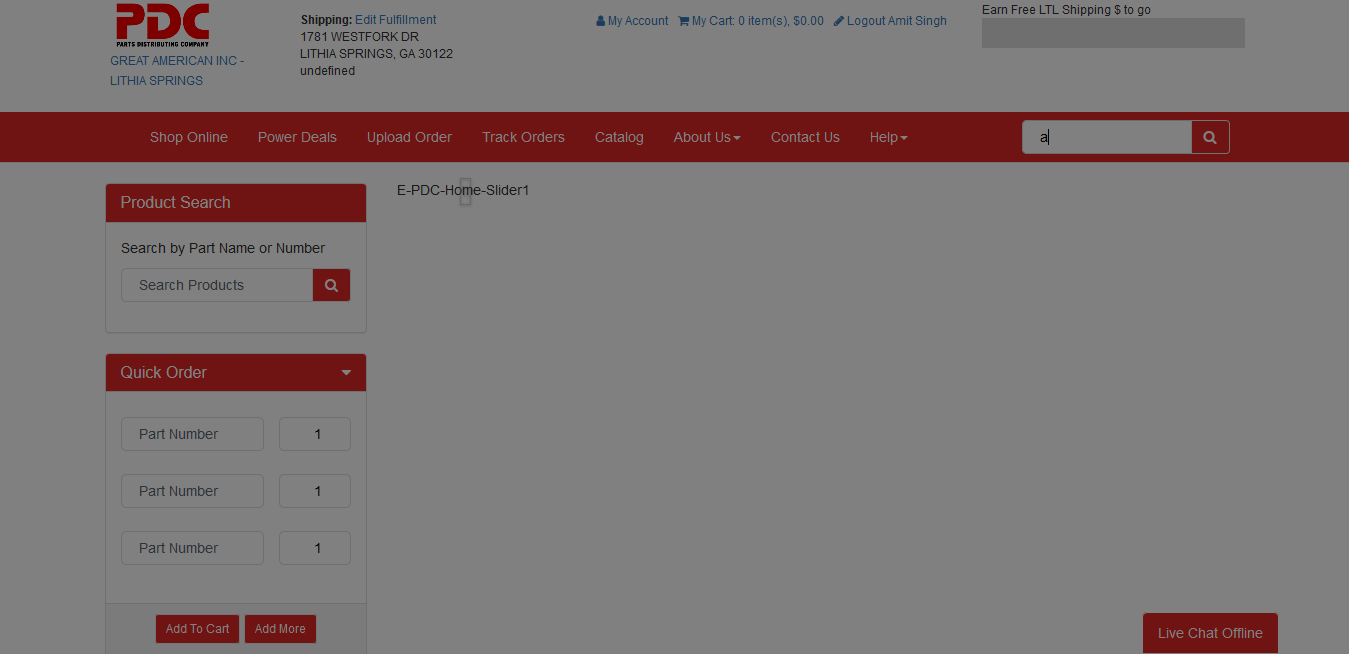 PDC
PARTS DISTRIBUTING COMPANY
GREAT AMERICAN INC -
LITHIA SPRINGS
Shipping: Edit Fulfillment
1781 WESTFORK DR
LITHIA SPRINGS, GA 30122
undefined
My Account My Cart: 0 item(s), $0.00 Logout Amit Singh
Earn Free LTL Shipping $ to go
Shop Online Power Deals Upload Order Track Orders Catalog About Us Contact Us Help a
Product Search
Search by Part Name or Number
Search Products
E-PDC-Home-Slider1
Quick Order
Part Number 1
Part Number 1
Part Number 1
Add To Cart Add More
Live Chat Offline